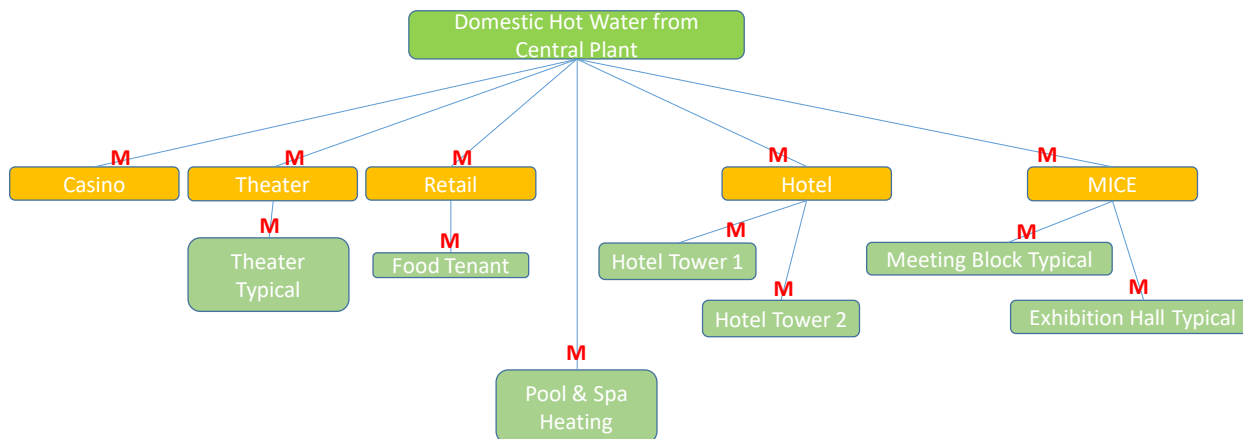 Domestic Hot Water from
Central Plant
M
M
M
M
M
Casino
Theater
Retail
Hotel
MICE
M
M
M
M
Theater
Typical
Food Tenant
Hotel Tower 1
Meeting Block Typical
M
M
Hotel Tower 2
Exhibition Hall Typical
M
Pool & Spa
Heating